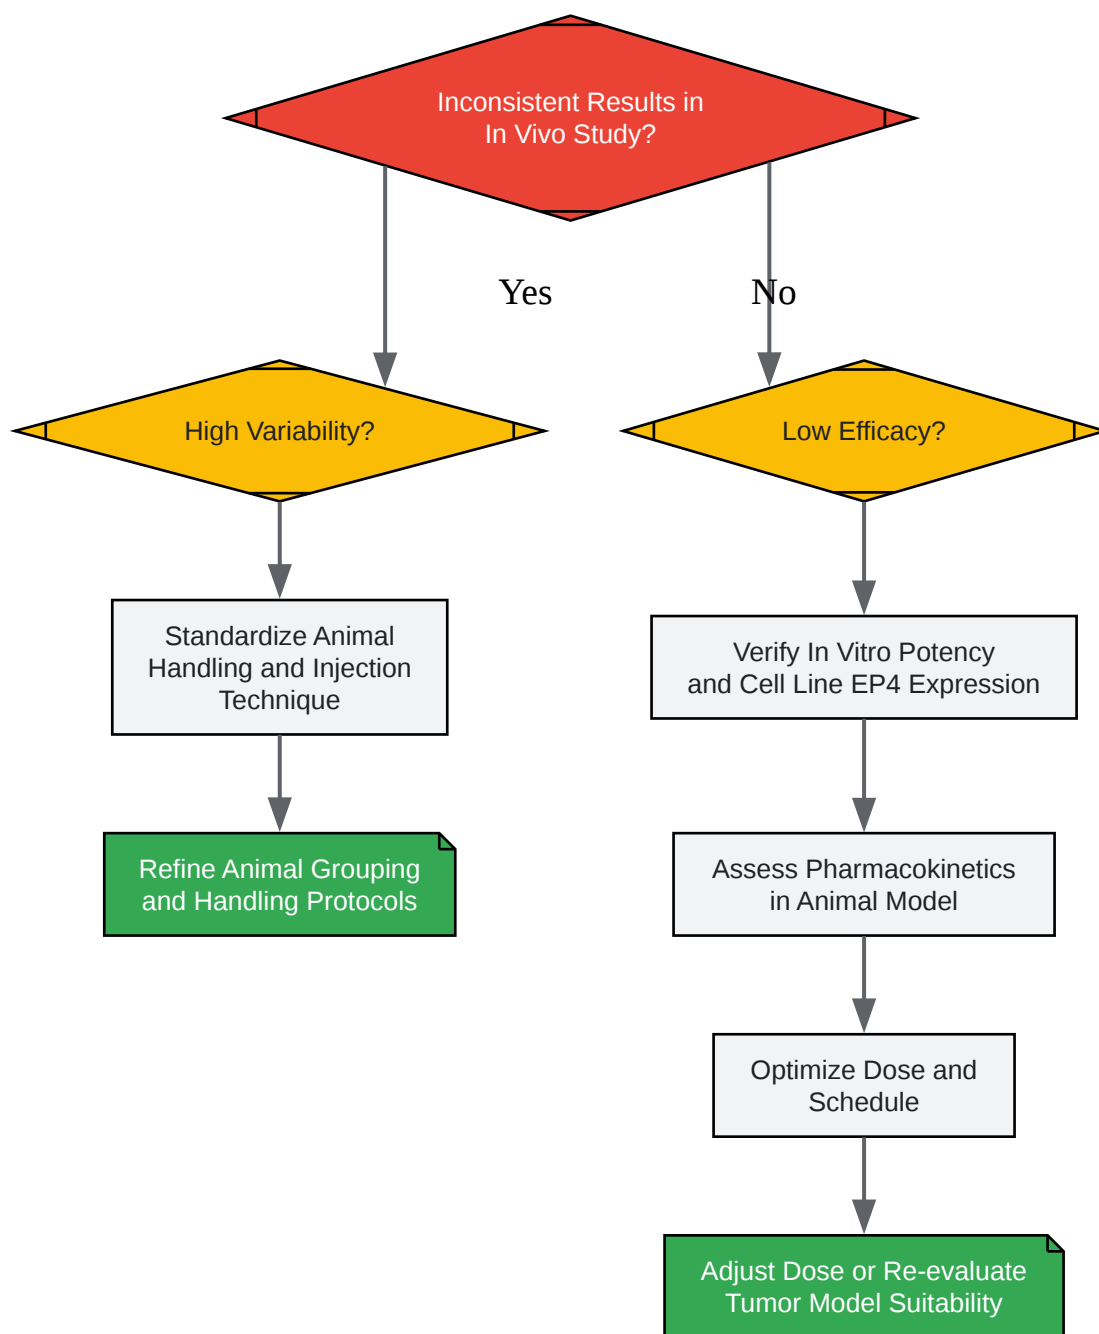 Inconsistent Results in
In Vivo Study?
Yes
No
High Variability?
Low Efficacy?
Standardize Animal
Handling and Injection
Technique
Verify In Vitro Potency
and Cell Line EP4 Expression
Refine Animal Grouping
and Handling Protocols
Assess Pharmacokinetics
in Animal Model
Optimize Dose and
Schedule
Adjust Dose or Re-evaluate
Tumor Model Suitability